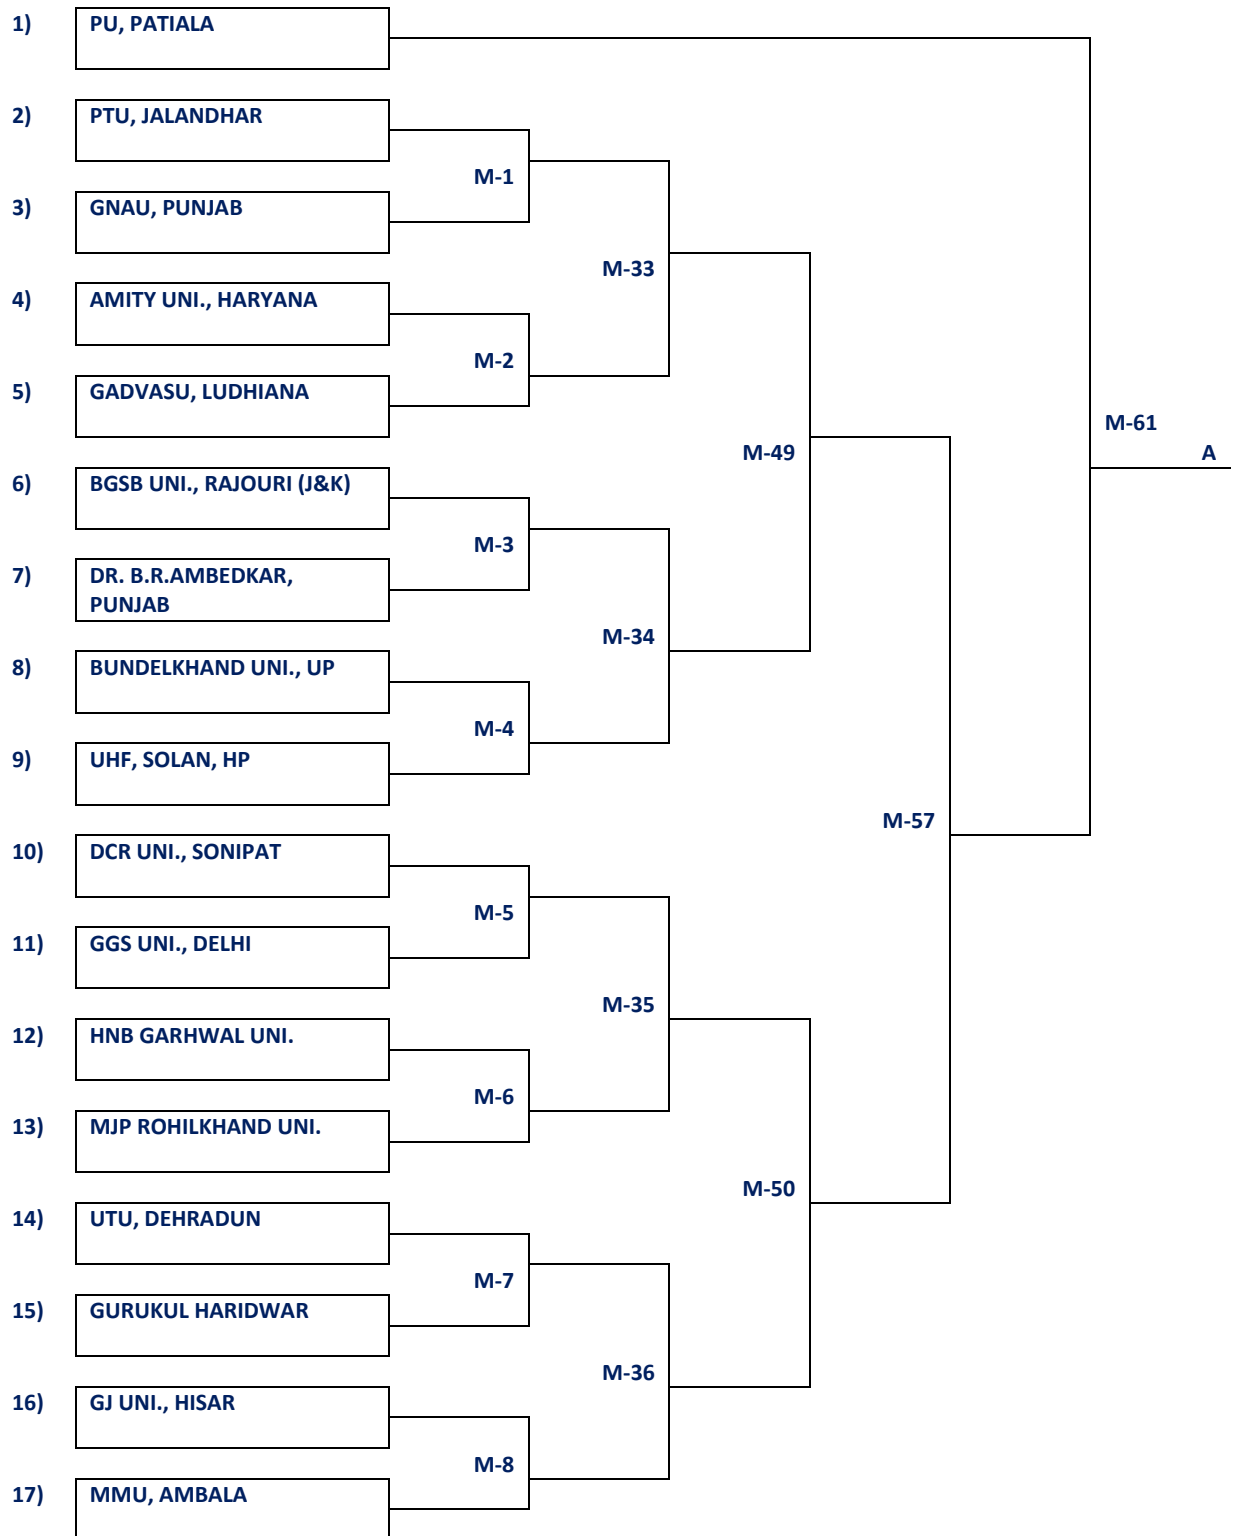 1) PU, PATIALA
2) PTU, JALANDHAR
M-1
3) GNAU, PUNJAB
M-33
4) AMITY UNI., HARYANA
M-2
5) GADVASU, LUDHIANA
M-61
M-49
A
6) BGSB UNI., RAJOURI (J&K)
M-3
7) DR. B.R.AMBEDKAR,
PUNJAB
M-34
8) BUNDELKHAND UNI., UP
M-4
9) UHF, SOLAN, HP
M-57
10) DCR UNI., SONIPAT
M-5
11) GGS UNI., DELHI
M-35
12) HNB GARHWAL UNI.
M-6
13) MJP ROHILKHAND UNI.
M-50
14) UTU, DEHRADUN
M-7
15) GURUKUL HARIDWAR
M-36
16) GJ UNI., HISAR
M-8
17) MMU, AMBALA